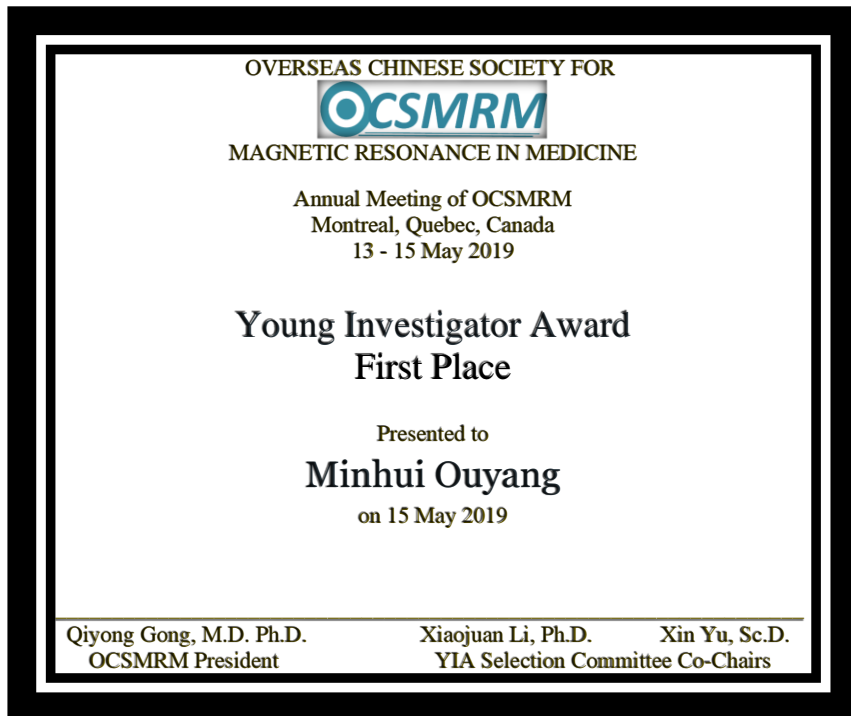 OVERSEAS CHINESE SOCIETY FOR
OCSMRM
MAGNETIC RESONANCE IN MEDICINE
Annual Meeting of OCSMRM
Montreal, Quebec, Canada
13 - 15 May 2019
Young Investigator Award
First Place
Presented to
Minhui Ouyang
on 15 May 2019
Qiyong Gong, M.D. Ph.D. Xiaojuan Li, Ph.D. Xin Yu, Sc.D.
OCSMRM President YIA Selection Committee Co-Chairs